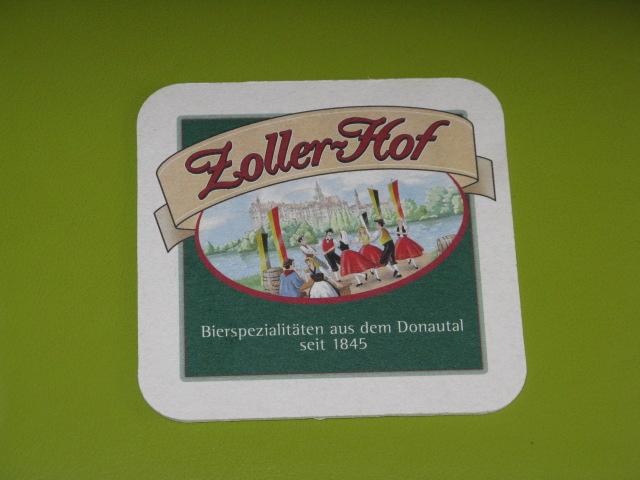 Zoller-Hof
Bierspezialitäten aus dem Donautal
seit 1845